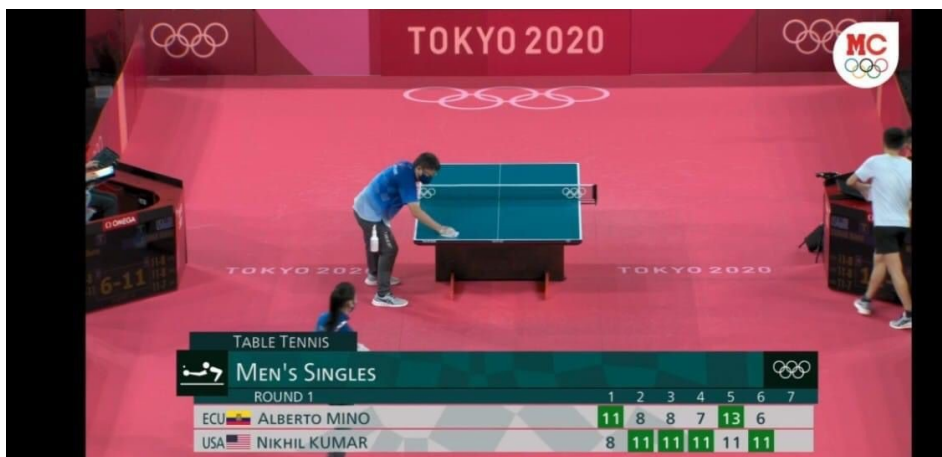 TOKYO 2020
MC
Ω OMEGA
6-11
TOKYO 202
TOKYO 2020
TABLE TENNIS
MEN'S SINGLES
ROUND 1 1 2 3 4 5 6 7
ECU ALBERTO MINO 11 8 8 7 13 6
USA NIKHIL KUMAR 8 11 11 11 11 11